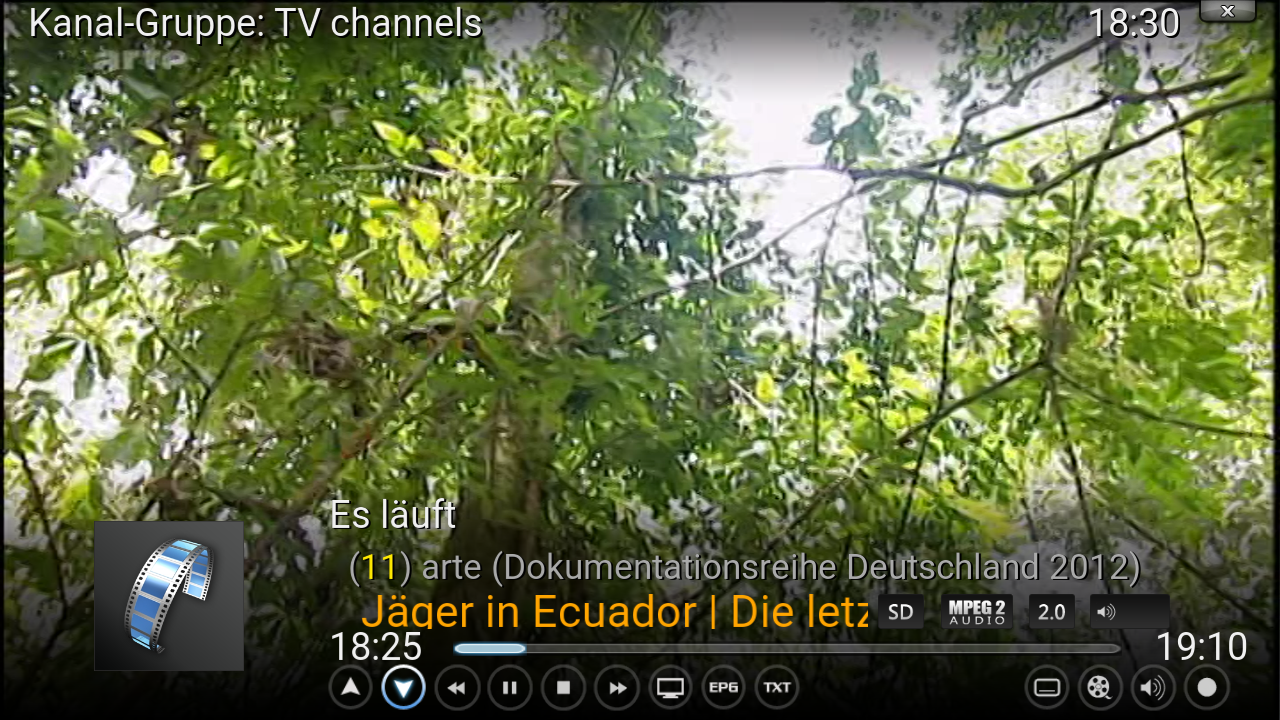 Kanal-Gruppe: TV channels
18:30
arte
Es läuft
(11) arte (Dokumentationsreihe Deutschland 2012)
Jäger in Ecuador | Die letz
SD
MPEG 2
AUDIO
2.0
18:25
19:10
EPG
TXT